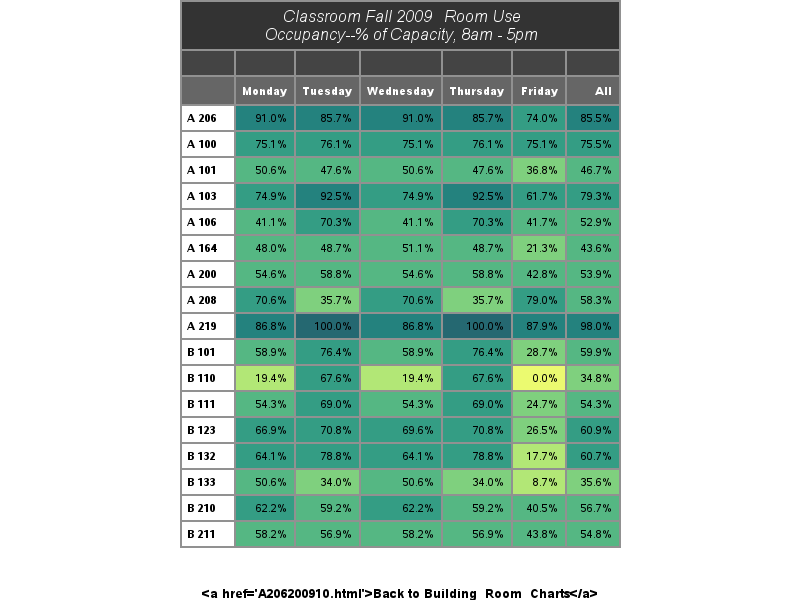 Classroom Fall 2009 Room Use
Occupancy--% of Capacity, 8am - 5pm
Monday Tuesday Wednesday Thursday Friday All
A 206 91.0% 85.7% 91.0% 85.7% 74.0% 85.5%
A 100 75.1% 76.1% 75.1% 76.1% 75.1% 75.5%
A 101 50.6% 47.6% 50.6% 47.6% 36.8% 46.7%
A 103 74.9% 92.5% 74.9% 92.5% 61.7% 79.3%
A 106 41.1% 70.3% 41.1% 70.3% 41.7% 52.9%
A 164 48.0% 48.7% 51.1% 48.7% 21.3% 43.6%
A 200 54.6% 58.8% 54.6% 58.8% 42.8% 53.9%
A 208 70.6% 35.7% 70.6% 35.7% 79.0% 58.3%
A 219 86.8% 100.0% 86.8% 100.0% 87.9% 98.0%
B 101 58.9% 76.4% 58.9% 76.4% 28.7% 59.9%
B 110 19.4% 67.6% 19.4% 67.6% 0.0% 34.8%
B 111 54.3% 69.0% 54.3% 69.0% 24.7% 54.3%
B 123 66.9% 70.8% 69.6% 70.8% 26.5% 60.9%
B 132 64.1% 78.8% 64.1% 78.8% 17.7% 60.7%
B 133 50.6% 34.0% 50.6% 34.0% 8.7% 35.6%
B 210 62.2% 59.2% 62.2% 59.2% 40.5% 56.7%
B 211 58.2% 56.9% 58.2% 56.9% 43.8% 54.8%
<a href='A206200910.html'>Back to Building Room Charts</a>